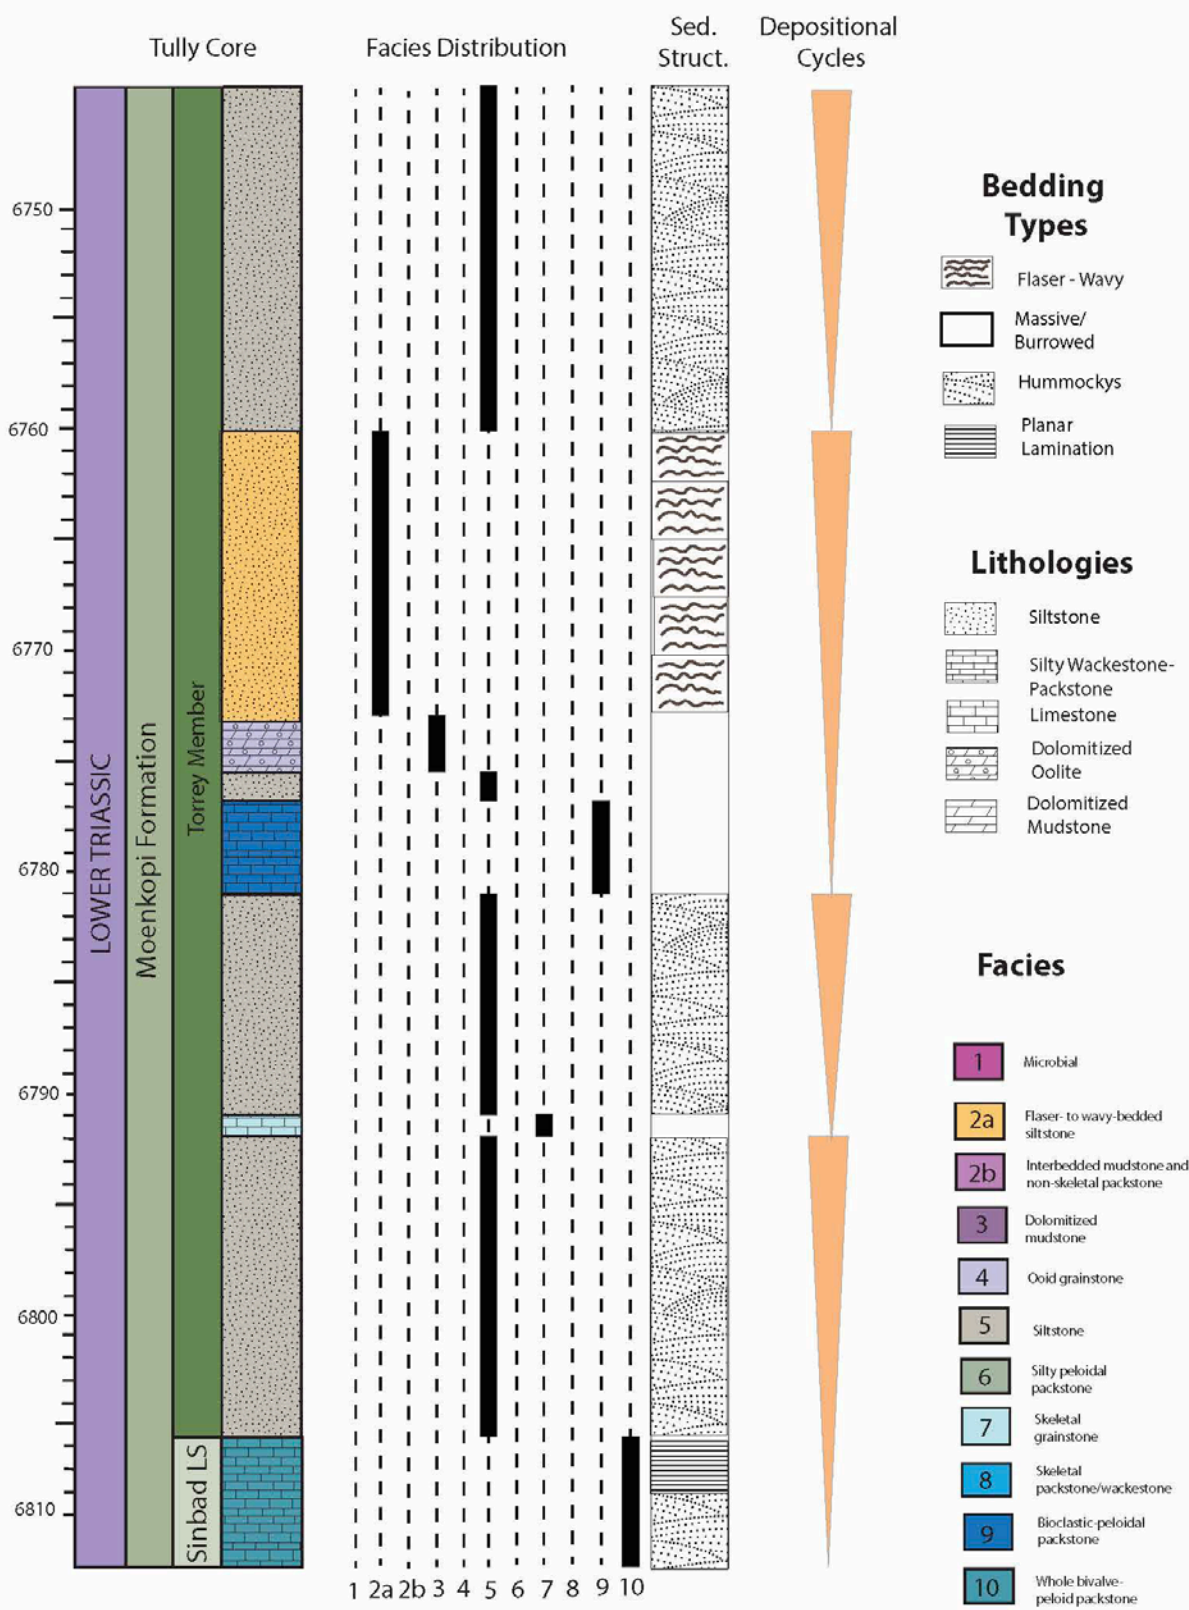 Tully Core
Facies Distribution
Sed.
Struct.
Depositional
Cycles
6750
6760
6770
6780
6790
6800
6810
LOWER TRIASSIC
Moenkopi Formation
Torrey Member
Sinbad LS
1 2a 2b 3 4 5 6 7 8 9 10
Bedding
Types
Flaser - Wavy
Massive/
Burrowed
Hummockys
Planar
Lamination
Lithologies
Siltstone
Silty Wackestone-
Packstone
Limestone
Dolomitized
Oolite
Dolomitized
Mudstone
Facies
1 Microbial
2a Flaser- to wavy-bedded
siltstone
2b Interbedded mudstone and
non-skeletal packstone
3 Dolomitized
mudstone
4 Ooid grainstone
5 Siltstone
6 Silty peloidal
packstone
7 Skeletal
grainstone
8 Skeletal
packstone/wackestone
9 Bioclastic-peloidal
packstone
10 Whole bivalve-
peloid packstone